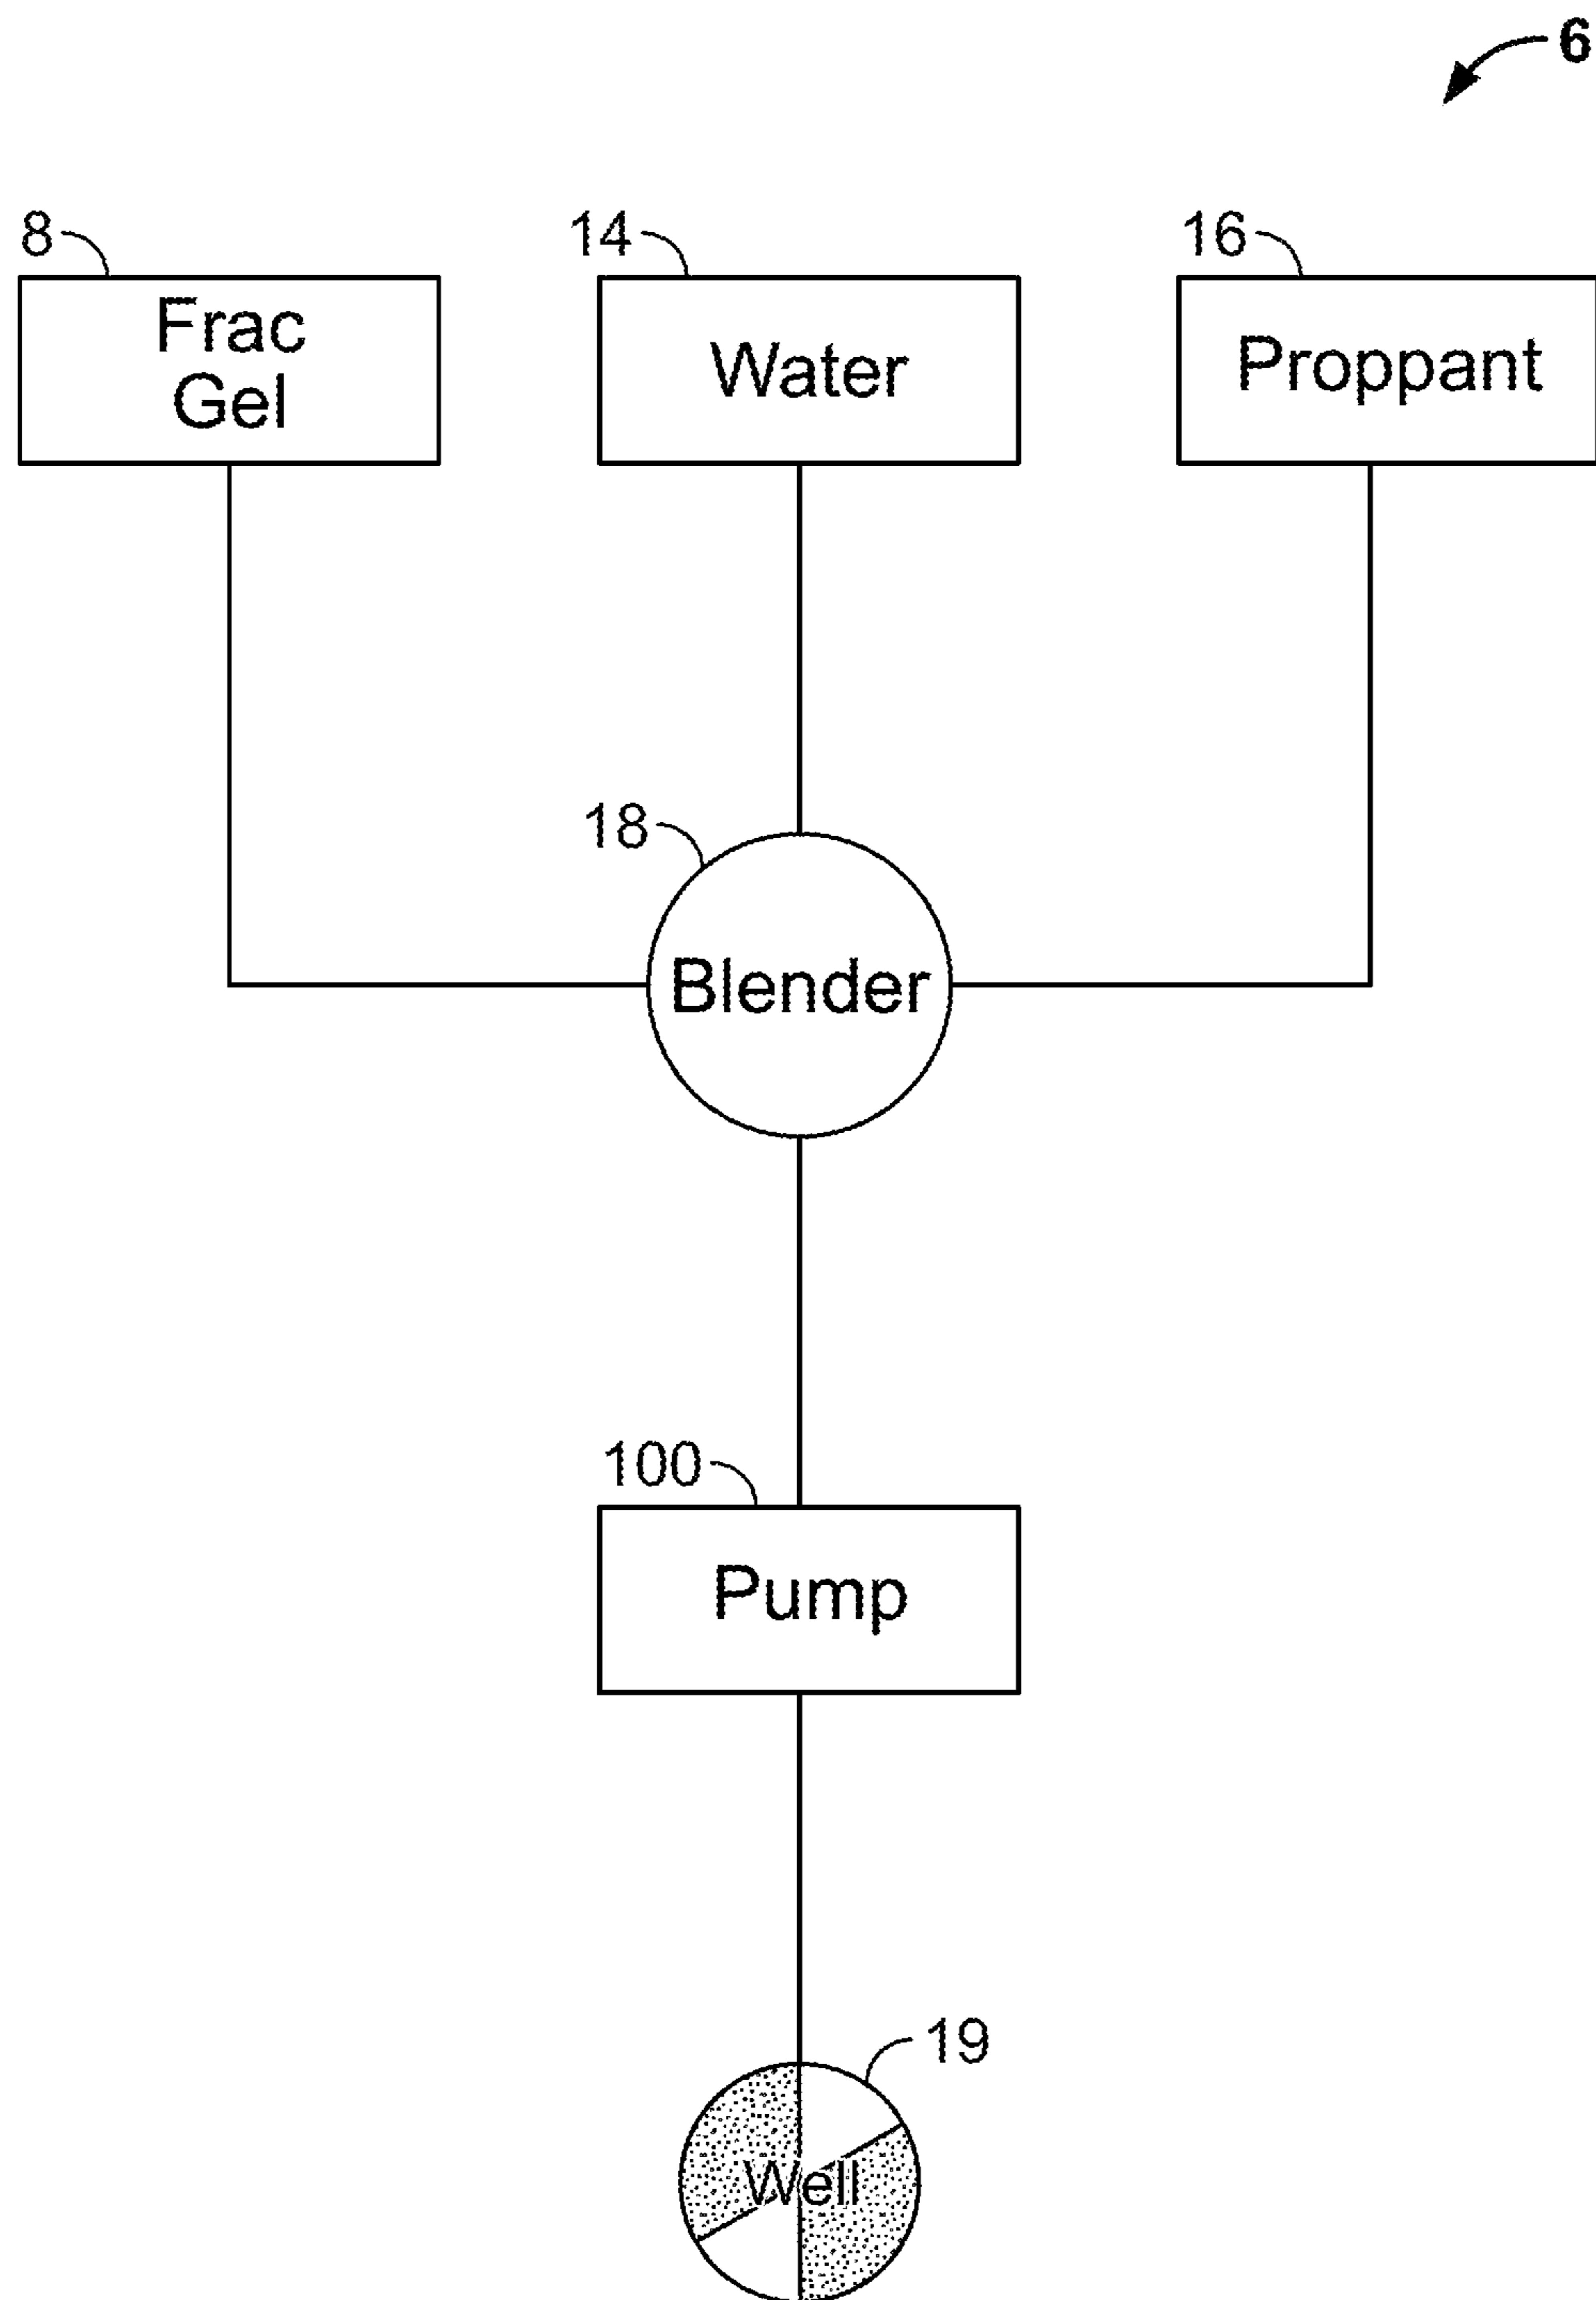 6
8
14
16
Frac
Gel
Water
Proppant
18
Blender
100
Pump
19
Well